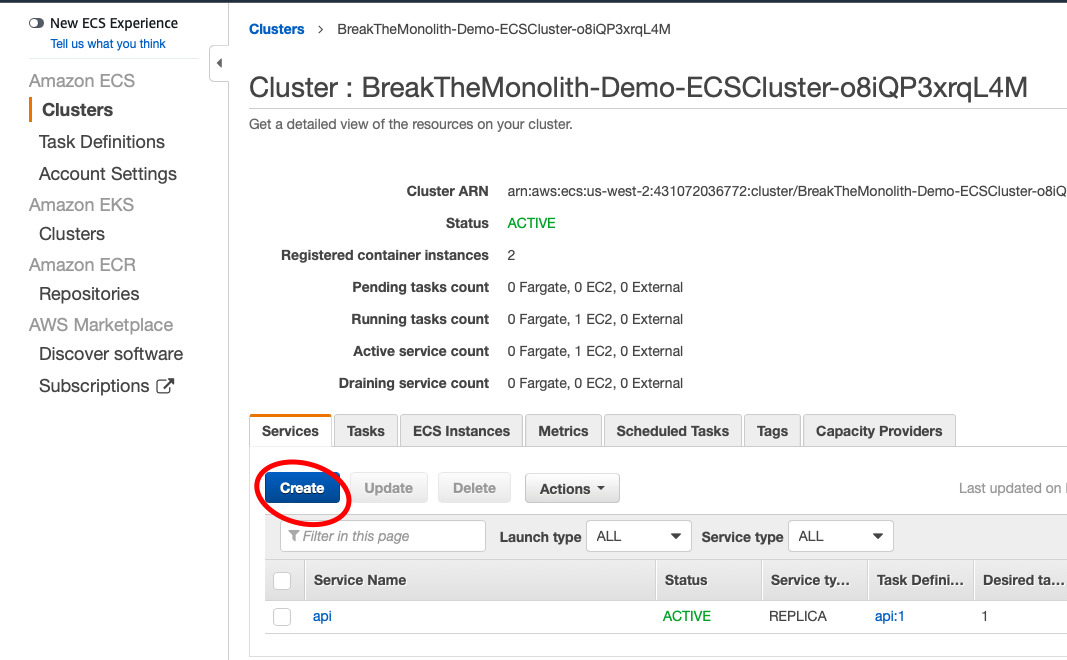 New ECS Experience
Tell us what you think
Amazon ECS
Clusters
Task Definitions
Account Settings
Amazon EKS
Clusters
Amazon ECR
Repositories
AWS Marketplace
Discover software
Subscriptions
Clusters > BreakTheMonolith-Demo-ECSCluster-o8iQP3xrqL4M
Cluster : BreakTheMonolith-Demo-ECSCluster-o8iQP3xrqL4M
Get a detailed view of the resources on your cluster.
Cluster ARN arn:aws:ecs:us-west-2:431072036772:cluster/BreakTheMonolith-Demo-ECSCluster-o8iQ
Status ACTIVE
Registered container instances 2
Pending tasks count 0 Fargate, 0 EC2, 0 External
Running tasks count 0 Fargate, 1 EC2, 0 External
Active service count 0 Fargate, 1 EC2, 0 External
Draining service count 0 Fargate, 0 EC2, 0 External
Services Tasks ECS Instances Metrics Scheduled Tasks Tags Capacity Providers
Create Update Delete Actions Last updated on
Filter in this page Launch type ALL Service type ALL
Service Name Status Service ty... Task Defini... Desired ta...
api ACTIVE REPLICA api:1 1